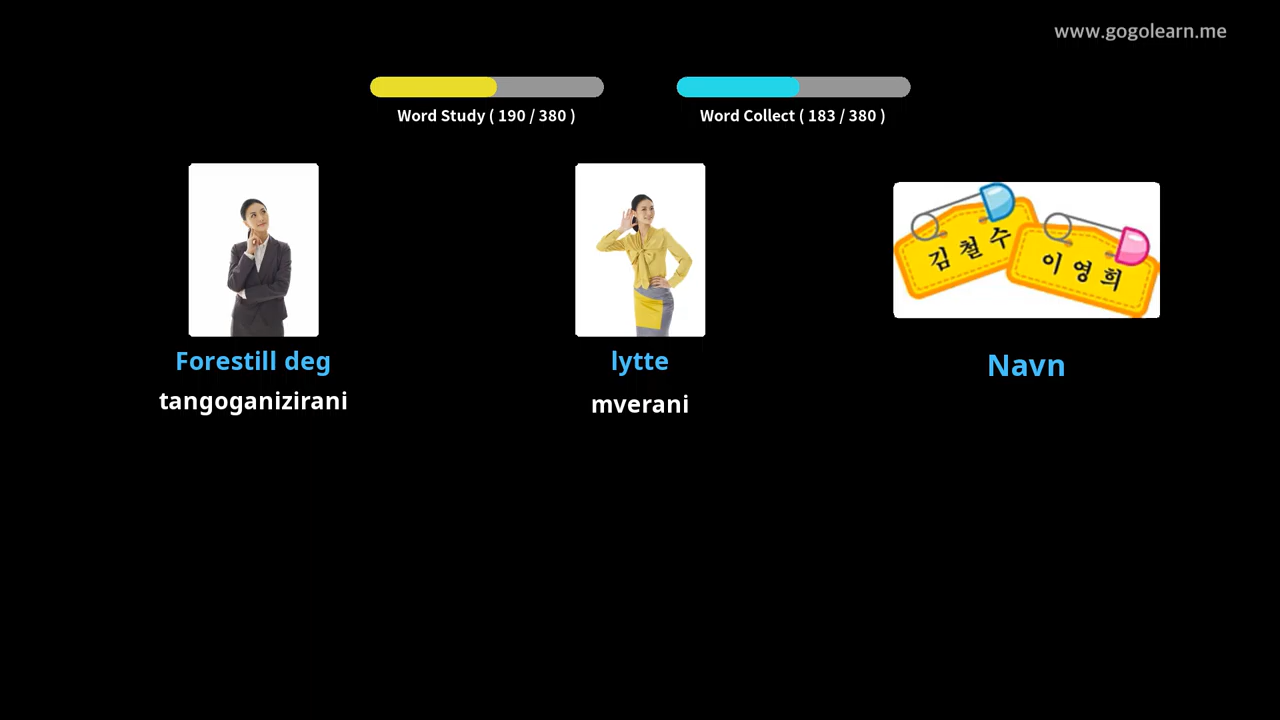 www.gogolearn.me
Word Study ( 190 / 380 )
Word Collect ( 183 / 380 )
김철수
이영희
Forestill deg
lytte
Navn
tangoganizirani
mverani